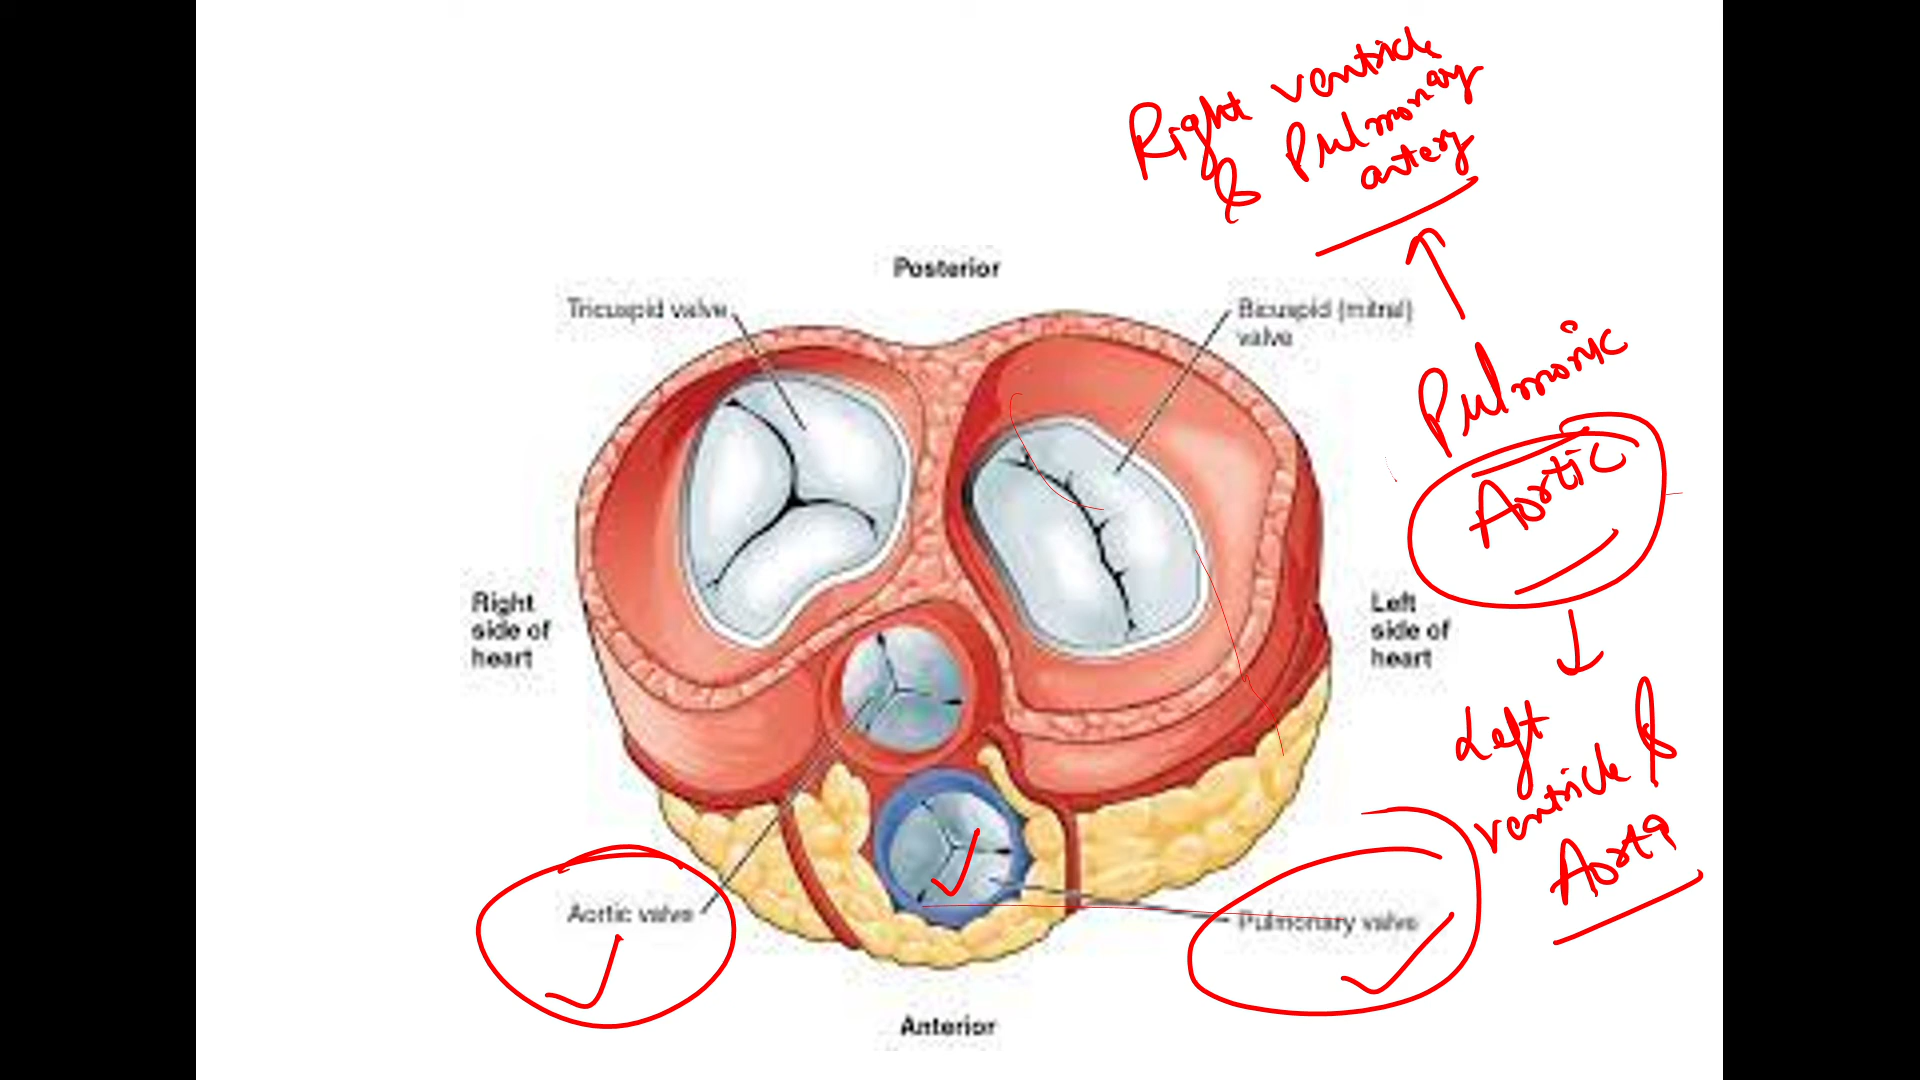 Right ventricle
& Pulmonary
artery
Posterior
Tricuspid valve
Bicuspid (mitral)
valve
Pulmonic
Aortic
Right
side of
heart
Left
side of
heart
Left
ventricle &
Aorta
Aortic valve
Pulmonary valve
Anterior